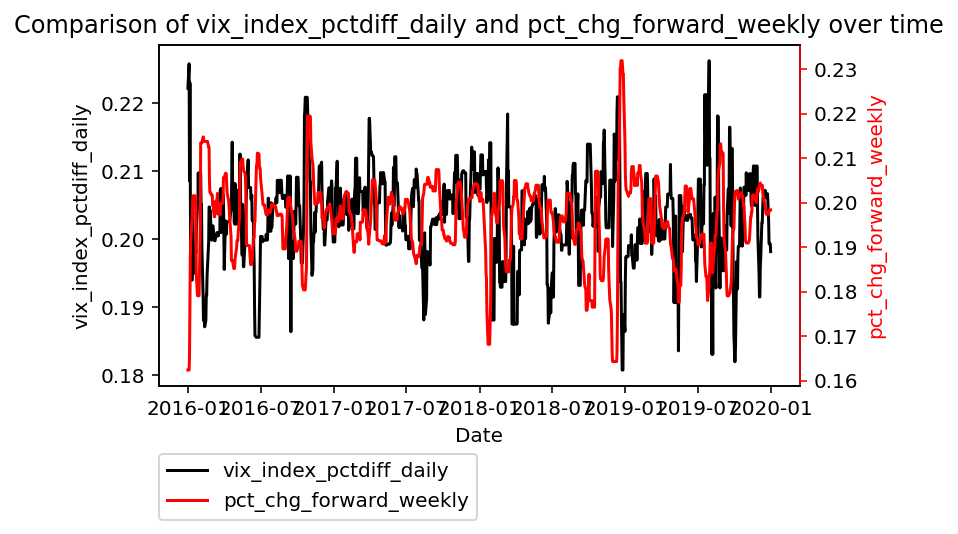 Comparison of vix_index_pctdiff_daily and pct_chg_forward_weekly over time
vix_index_pctdiff_daily
0.22
0.21
0.20
0.19
0.18
0.23
0.22
0.21
0.20
0.19
0.18
0.17
0.16
pct_chg_forward_weekly
2016-01 2016-07 2017-01 2017-07 2018-01 2018-07 2019-01 2019-07 2020-01
Date
vix_index_pctdiff_daily
pct_chg_forward_weekly